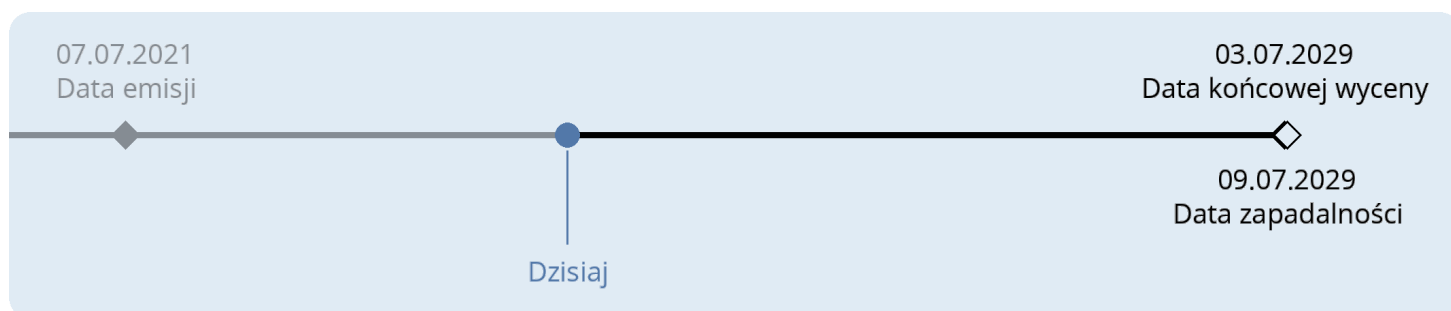 07.07.2021
Data emisji
03.07.2029
Data końcowej wyceny
09.07.2029
Data zapadalności
Dzisiaj